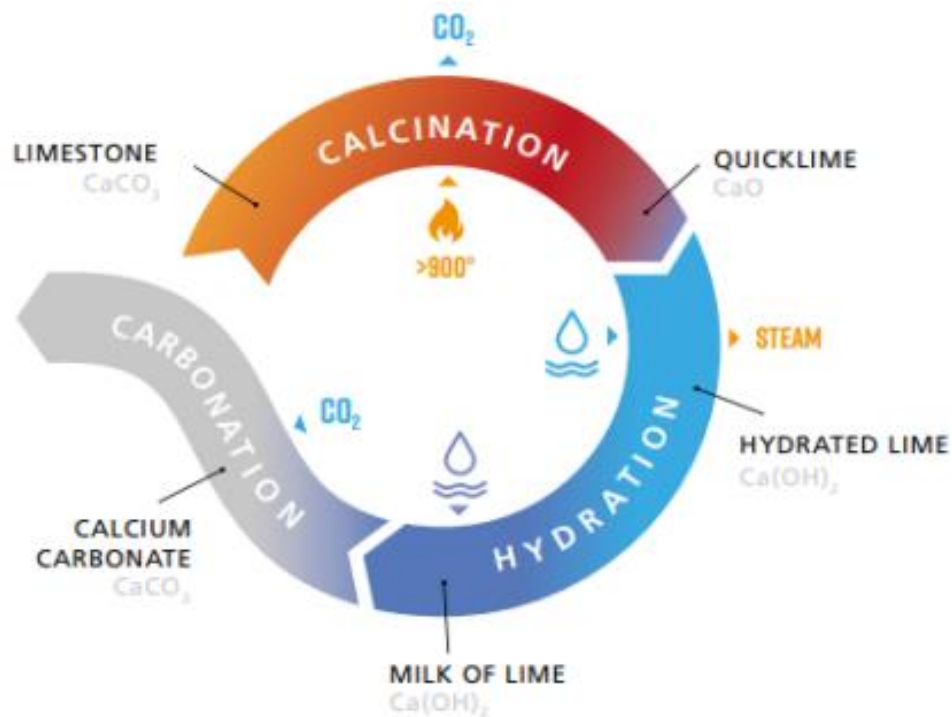 CO₂
CALCINATION
LIMESTONE
CaCO₃
QUICKLIME
CaO
>900°
STEAM
CARBONATION
CO₂
HYDRATION
HYDRATED LIME
Ca(OH)₂
CALCIUM
CARBONATE
CaCO₃
MILK OF LIME
Ca(OH)₂